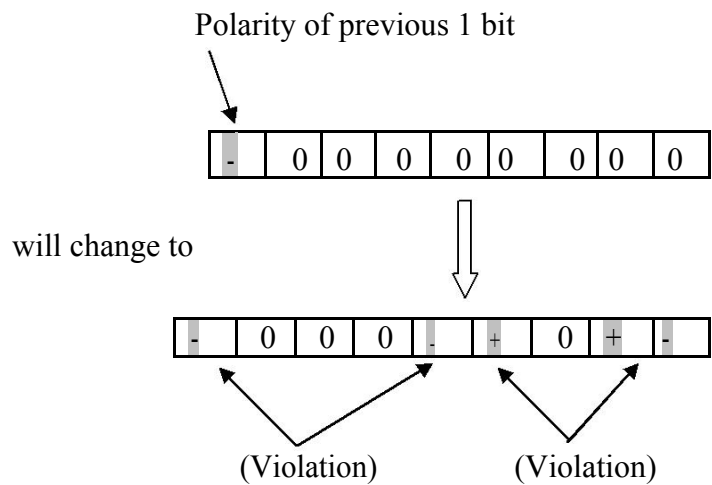 Polarity of previous 1 bit
- 0 0 0 0 0 0 0 0
will change to
- 0 0 0 - + 0 + -
(Violation) (Violation)